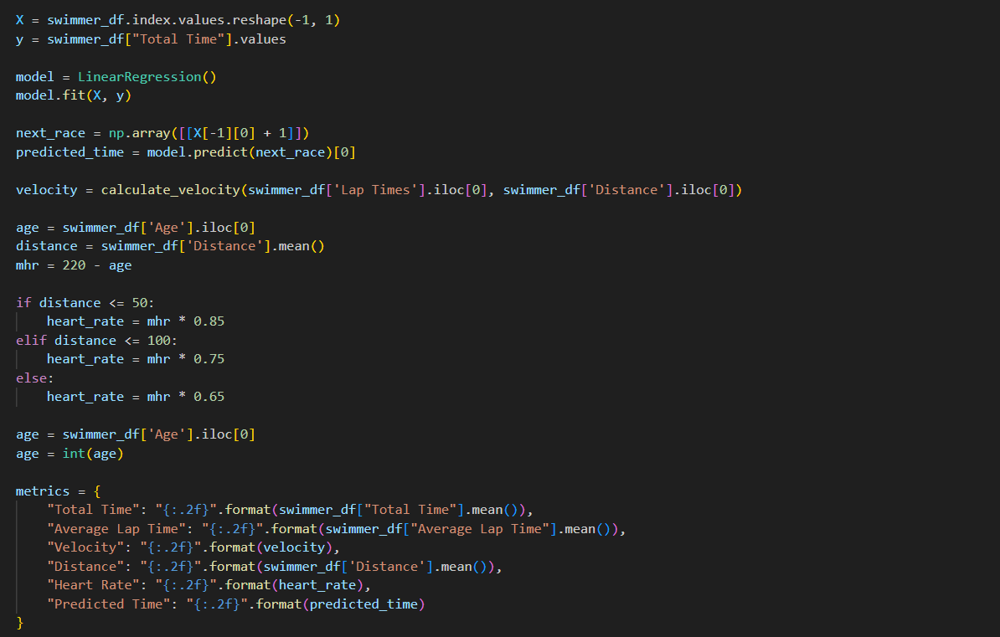 X = swimmer_df.index.values.reshape(-1, 1)
y = swimmer_df["Total Time"].values

model = LinearRegression()
model.fit(X, y)

next_race = np.array([[X[-1][0] + 1]])
predicted_time = model.predict(next_race)[0]

velocity = calculate_velocity(swimmer_df['Lap Times'].iloc[0], swimmer_df['Distance'].iloc[0])

age = swimmer_df['Age'].iloc[0]
distance = swimmer_df['Distance'].mean()
mhr = 220 - age

if distance <= 50:
    heart_rate = mhr * 0.85
elif distance <= 100:
    heart_rate = mhr * 0.75
else:
    heart_rate = mhr * 0.65

age = swimmer_df['Age'].iloc[0]
age = int(age)

metrics = {
    "Total Time": "{:.2f}".format(swimmer_df["Total Time"].mean()),
    "Average Lap Time": "{:.2f}".format(swimmer_df["Average Lap Time"].mean()),
    "Velocity": "{:.2f}".format(velocity),
    "Distance": "{:.2f}".format(swimmer_df['Distance'].mean()),
    "Heart Rate": "{:.2f}".format(heart_rate),
    "Predicted Time": "{:.2f}".format(predicted_time)
}